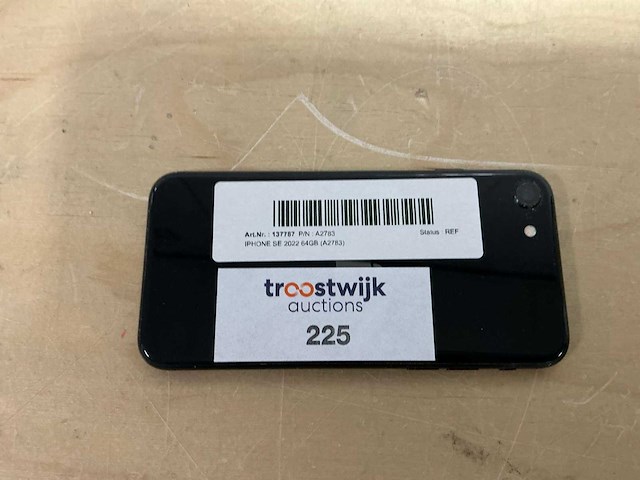 Art.Nr. : 137787 P/N : A2783 Status : REF
IPHONE SE 2022 64GB (A2783)
troostwijk
auctions
225